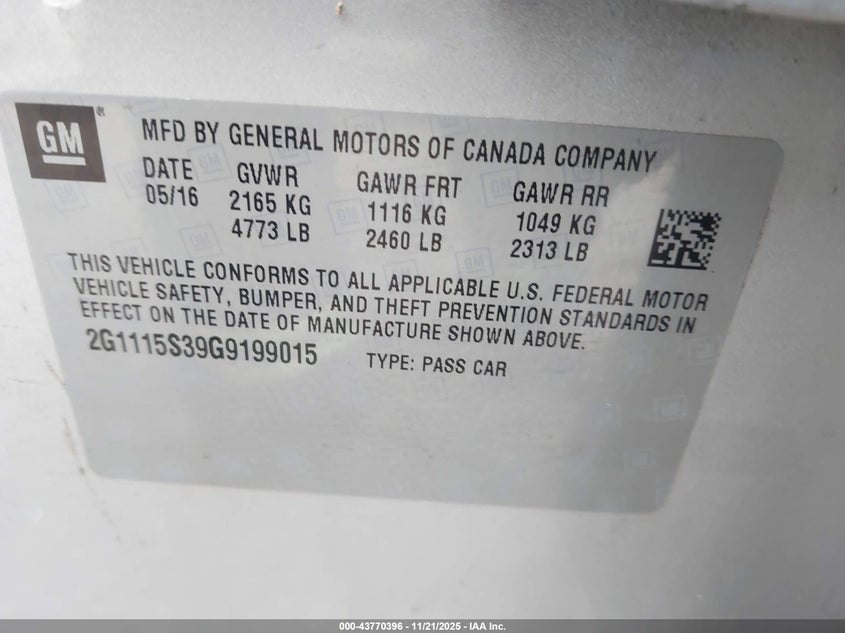 GM
®
MFD BY GENERAL MOTORS OF CANADA COMPANY
DATE GVWR GAWR FRT GAWR RR
05/16 2165 KG 1116 KG 1049 KG
4773 LB 2460 LB 2313 LB
THIS VEHICLE CONFORMS TO ALL APPLICABLE U.S. FEDERAL MOTOR
VEHICLE SAFETY, BUMPER, AND THEFT PREVENTION STANDARDS IN
EFFECT ON THE DATE OF MANUFACTURE SHOWN ABOVE.
2G1115S39G9199015 TYPE: PASS CAR
000-43770396 - 11/21/2025 - IAA Inc.